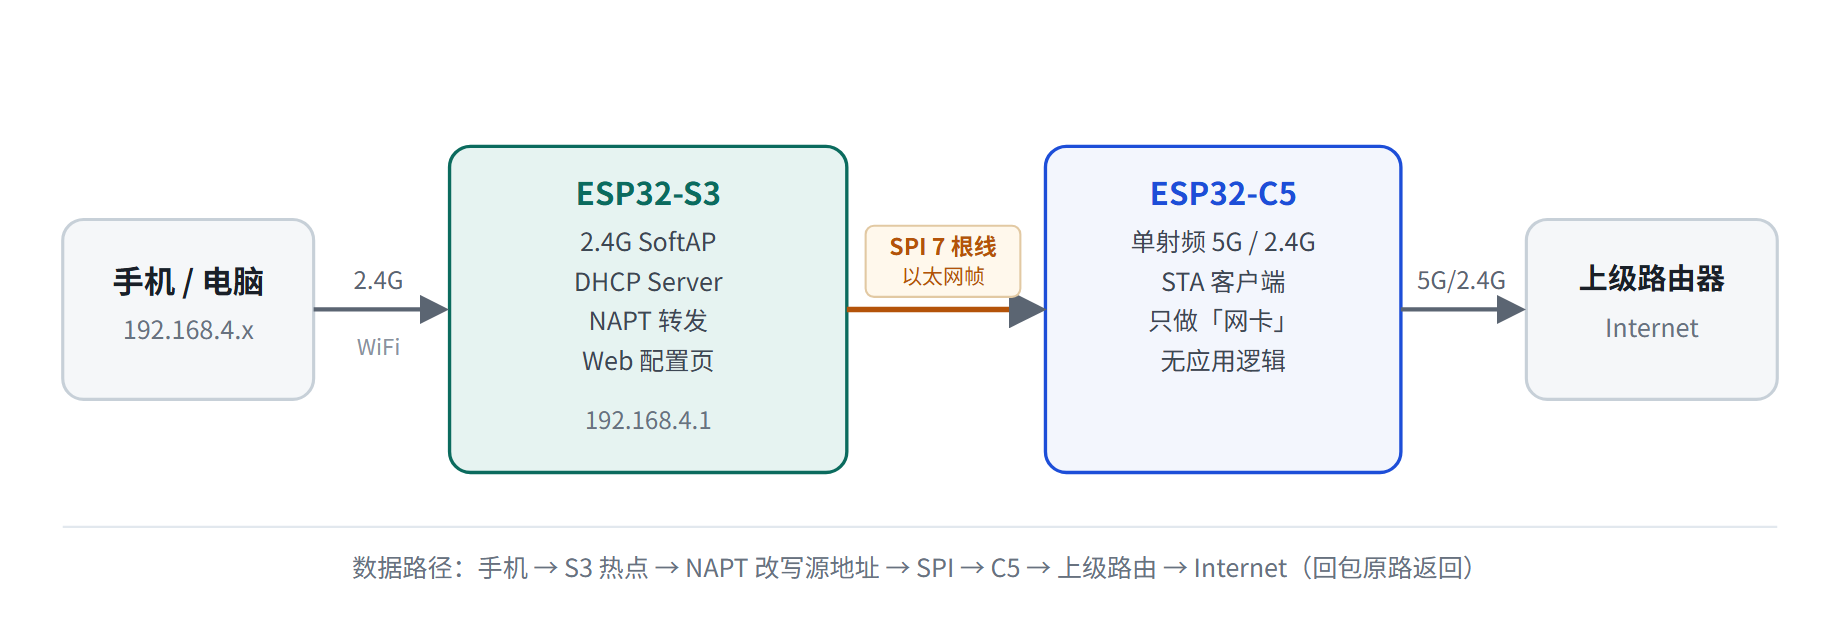 手机 / 电脑
192.168.4.x
2.4G
WiFi
ESP32-S3
2.4G SoftAP
DHCP Server
NAPT 转发
Web 配置页
192.168.4.1
SPI 7 根线
以太网帧
ESP32-C5
单射频 5G / 2.4G
STA 客户端
只做「网卡」
无应用逻辑
5G/2.4G
上级路由器
Internet
数据路径：手机 → S3 热点 → NAPT 改写源地址 → SPI → C5 → 上级路由 → Internet（回包原路返回）